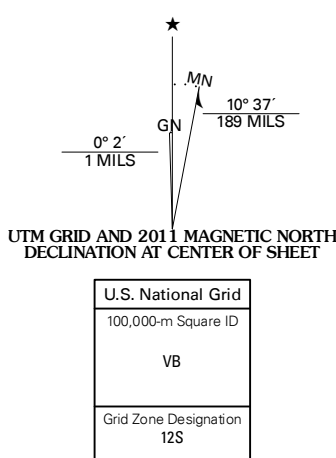 ★
MN
GN
10° 37´
189 MILS
0° 2´
1 MILS
UTM GRID AND 2011 MAGNETIC NORTH
DECLINATION AT CENTER OF SHEET
U.S. National Grid
100,000-m Square ID
VB
Grid Zone Designation
12S